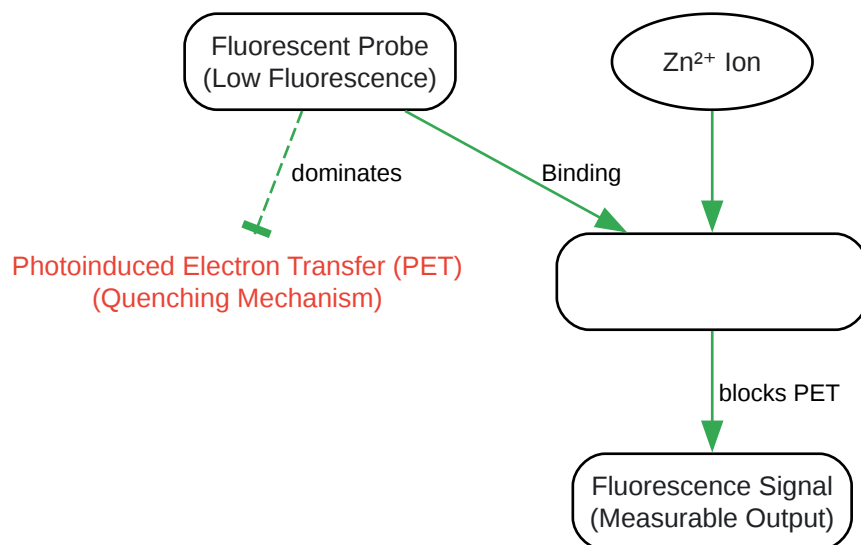 Fluorescent Probe
(Low Fluorescence)
Zn²⁺ Ion
dominates
Binding
Photoinduced Electron Transfer (PET)
(Quenching Mechanism)
blocks PET
Fluorescence Signal
(Measurable Output)